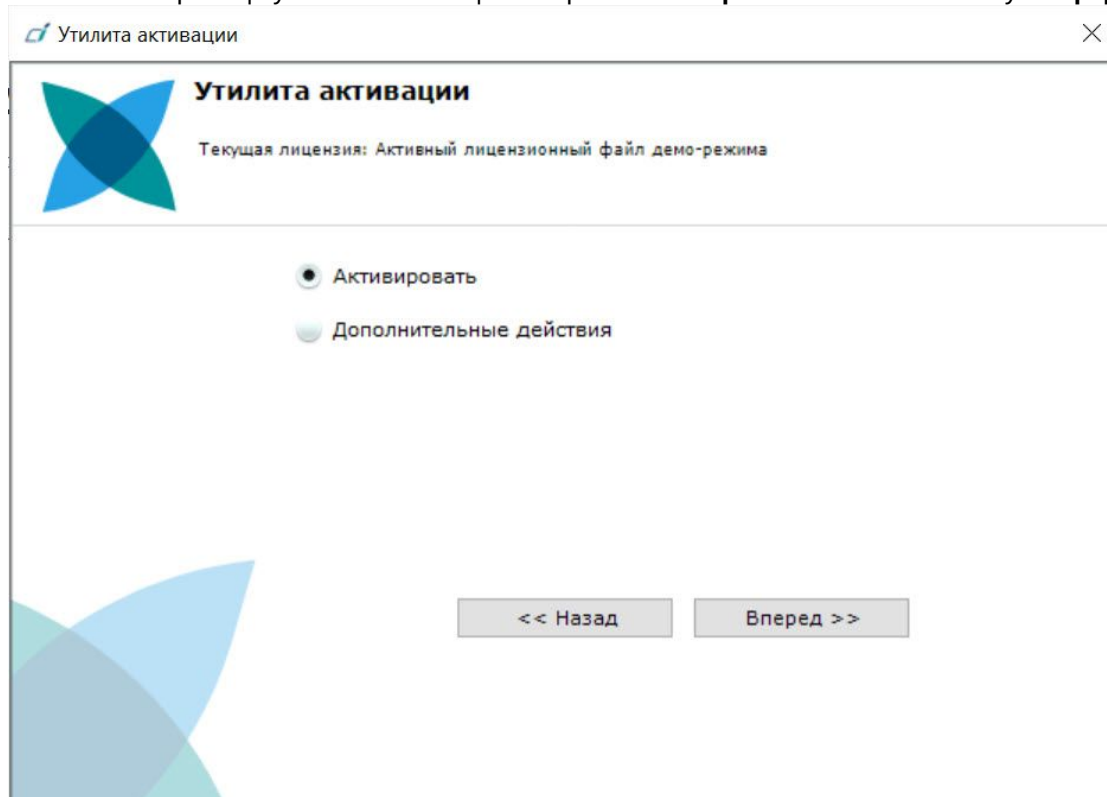 Утилита активации
Утилита активации
Текущая лицензия: Активный лицензионный файл демо-режима
Активировать
Дополнительные действия
<< Назад
Вперед >>